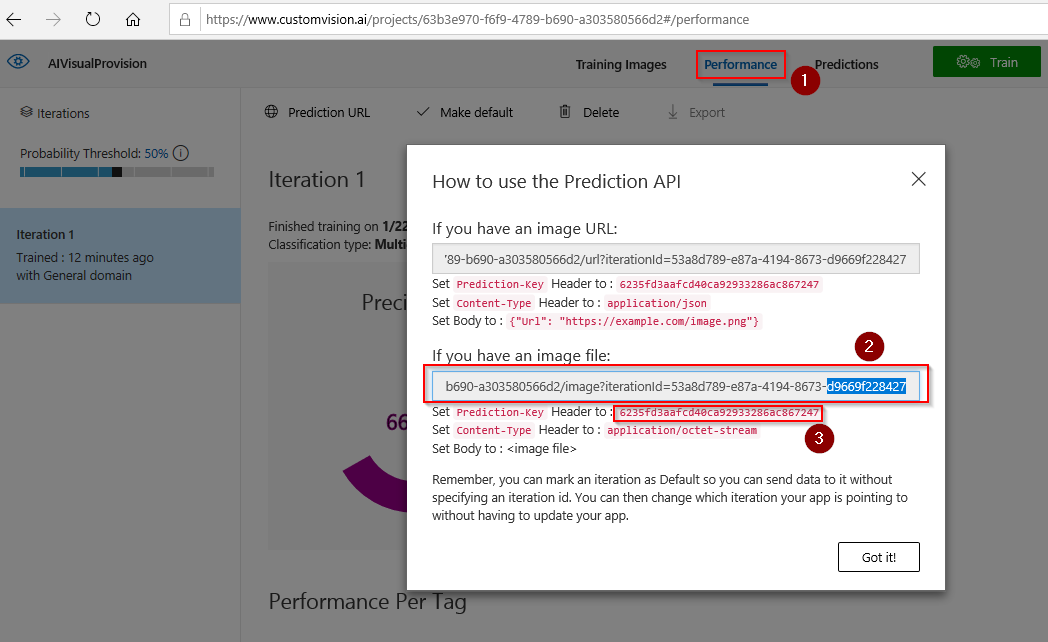 https://www.customvision.ai/projects/63b3e970-f6f9-4789-b690-a303580566d2#/performance
AIVisualProvision
Training Images
Performance
Predictions
Train
1
Iterations
Prediction URL
Make default
Delete
Export
Probability Threshold: 50%
Iteration 1
Finished training on 1/22
Classification type: Multi
Iteration 1
Trained : 12 minutes ago
with General domain
Preci
66
How to use the Prediction API
If you have an image URL:
'89-b690-a303580566d2/url?iterationId=53a8d789-e87a-4194-8673-d9669f228427
Set Prediction-Key Header to : 6235fd3aafcd40ca92933286ac867247
Set Content-Type Header to : application/json
Set Body to : {"Url": "https://example.com/image.png"}
2
If you have an image file:
b690-a303580566d2/image?iterationId=53a8d789-e87a-4194-8673-d9669f228427
Set Prediction-Key Header to : 6235fd3aafcd40ca92933286ac867247
Set Content-Type Header to : application/octet-stream
3
Set Body to : <image file>
Remember, you can mark an iteration as Default so you can send data to it without
specifying an iteration id. You can then change which iteration your app is pointing to
without having to update your app.
Got it!
Performance Per Tag